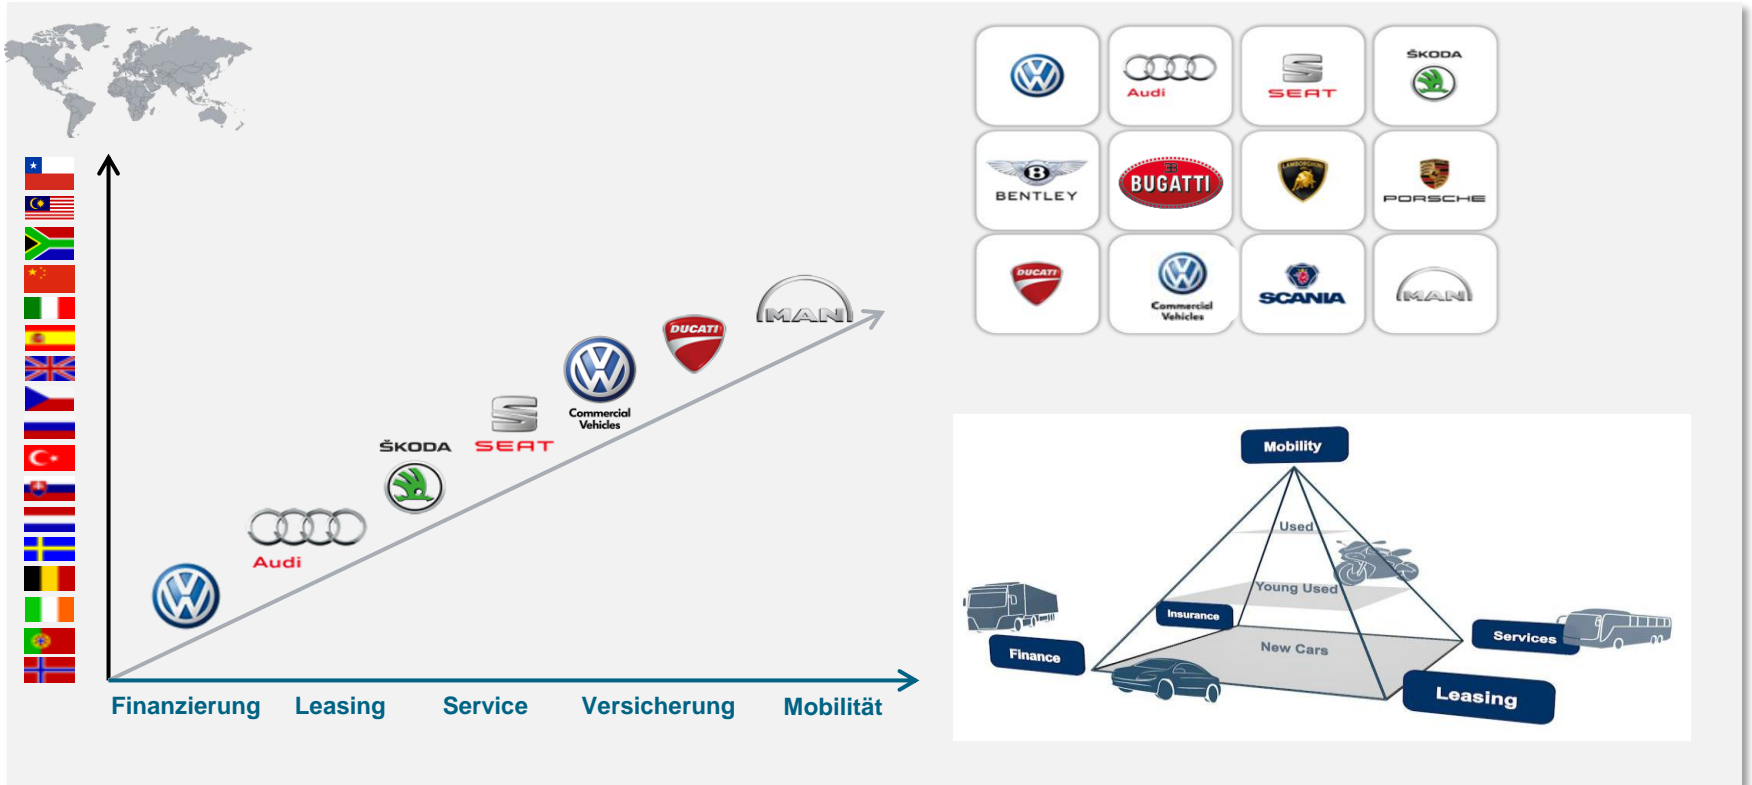 Finanzierung Leasing Service Versicherung Mobilität
Audi
ŠKODA
SEAT
Commercial
Vehicles
DUCATI
MAN
Audi
SEAT
ŠKODA
B
BENTLEY
BUGATTI
LAMBORGHINI
PORSCHE
DUCATI
Commercial
Vehicles
SCANIA
MAN
Mobility
Used
Young Used
Insurance
Services
Finance
New Cars
Leasing